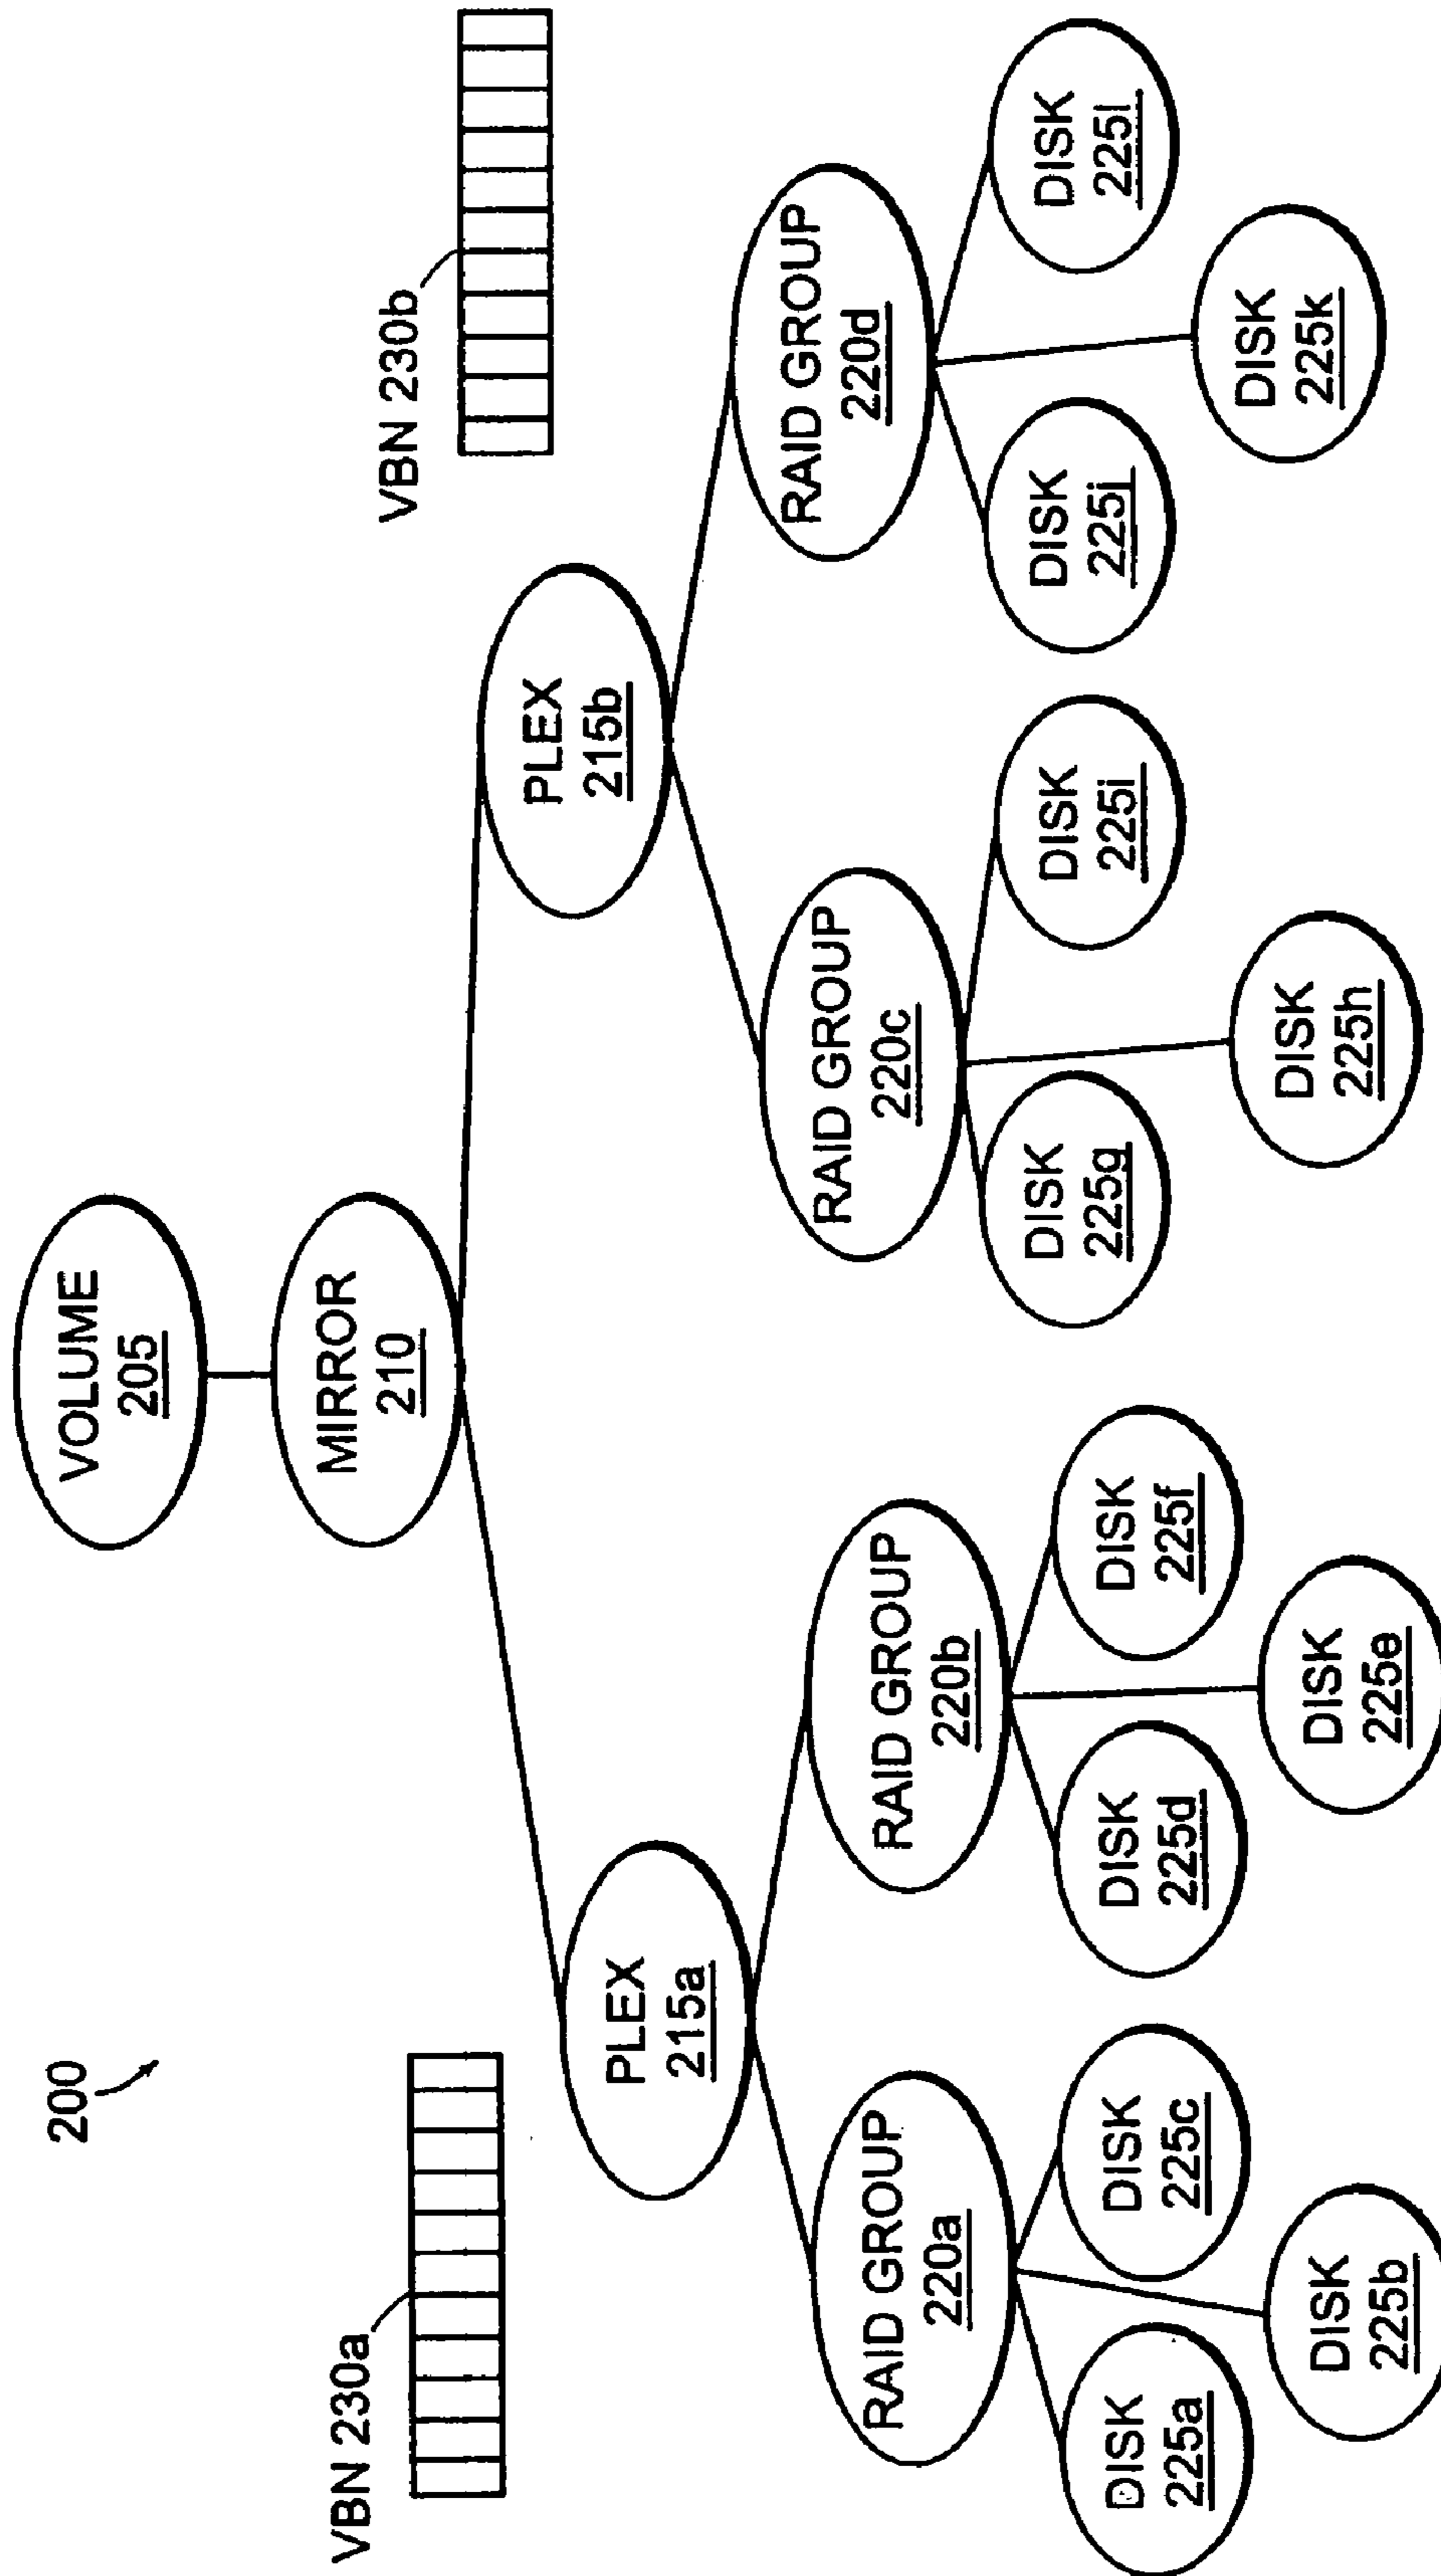 200
VOLUME
205
MIRROR
210
VBN 230a
VBN 230b
PLEX
215a
PLEX
215b
RAID GROUP
220a
RAID GROUP
220b
RAID GROUP
220c
RAID GROUP
220d
DISK
225a
DISK
225b
DISK
225c
DISK
225d
DISK
225e
DISK
225f
DISK
225g
DISK
225h
DISK
225i
DISK
225j
DISK
225k
DISK
225l